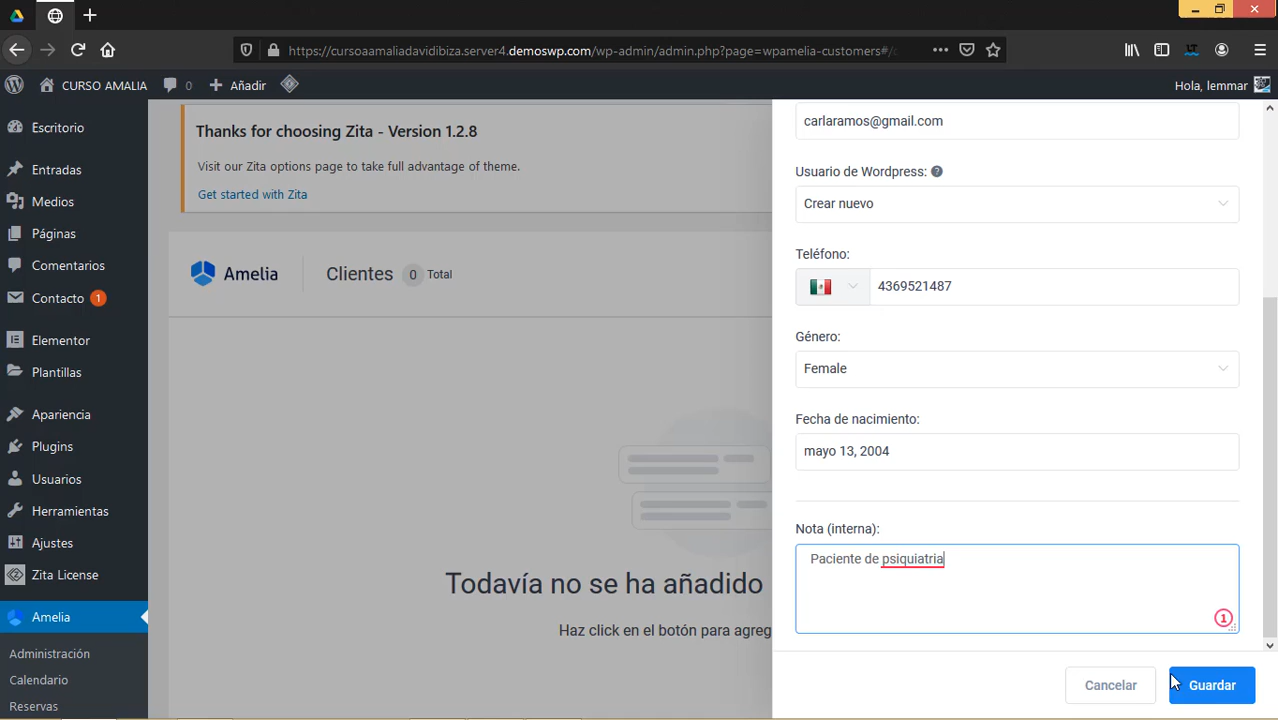 https://cursoaamaliadavidibiza.server4.demoswp.com/wp-admin/admin.php?page=wpamelia-customers#/
CURSO AMALIA
0
Añadir
Hola, lemmar
Escritorio
Entradas
Medios
Páginas
Comentarios
Contacto 1
Elementor
Plantillas
Apariencia
Plugins
Usuarios
Herramientas
Ajustes
Zita License
Amelia
Administración
Calendario
Reservas
Thanks for choosing Zita - Version 1.2.8
Visit our Zita options page to take full advantage of theme.
Get started with Zita
Amelia
Clientes 0 Total
Todavía no se ha añadido
Haz click en el botón para agreg
carlaramos@gmail.com
Usuario de Wordpress: ?
Crear nuevo
Teléfono:
4369521487
Género:
Female
Fecha de nacimiento:
mayo 13, 2004
Nota (interna):
Paciente de psiquiatria
1
Cancelar
Guardar